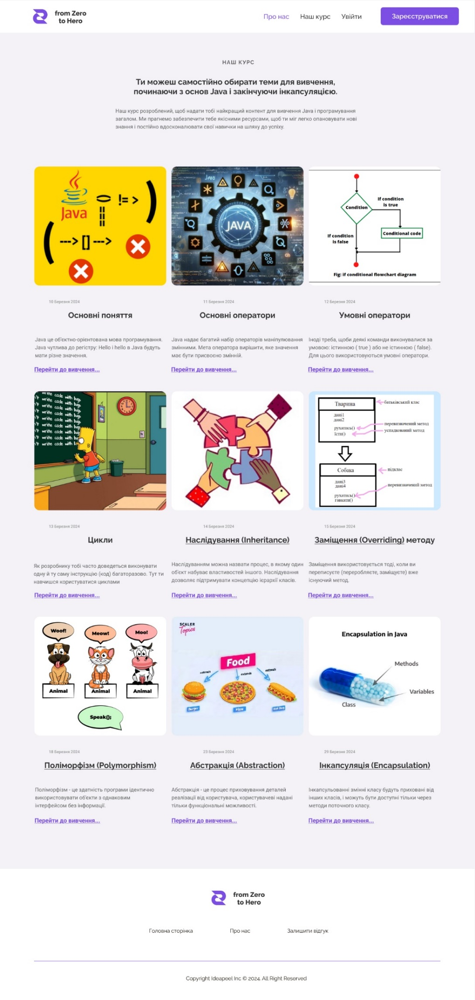 from Zero
to Hero
Про нас
Наш курс
Увійти
Зареєструватися
НАШ КУРС
Ти можеш самостійно обирати теми для вивчення,
починаючи з основ Java і закінчуючи інкапсуляцією.
Наш курс розроблений, щоб надати тобі найкращий контент для вивчення Java і програмування
загалом. Ми прагнемо забезпечити тебе якісними ресурсами, щоб ти міг легко опановувати нові
знання і постійно вдосконалювати свої навички на шляху до успіху.
Java
() != >
||
||
---> [] --->
JAVA
Condition
If condition
is true
Conditional code
If condition
is false
Fig: if conditional flowchart diagram
10 Березня 2024
Основні поняття
Java це об'єктно-орієнтована мова програмування.
Java чутлива до регістру: Hello і hello в Java будуть
мати різне значення.
Перейти до вивчення...
11 Березня 2024
Основні оператори
Java надає багатий набір операторів маніпулювання
змінними. Мета оператора вирішити, яке значення
має бути присвоєно змінній.
Перейти до вивчення...
12 Березня 2024
Умовні оператори
Іноді треба, щоби деякі команди виконувалися за
умовою: істинною ( true ) або не істинною ( false).
Для цього використовуються умовні оператори.
Перейти до вивчення...
write code with bugs
't write code with bugs
't write code with bugs
't write code with bugs
't write code with bugs
't write code with bugs
't write code with bugs
't write code with b
't write code with b
Тварина
батьківський клас
дані1
дані2
рухатись()
їсти()
перевизначений метод
успадкований метод
Собака
підклас
дані3
дані4
рухатись()
гавкати()
перевизначений метод
13 Березня 2024
Цикли
Як розробнику тобі часто доведеться виконувати
одну й ту саму інструкцію (код) багаторазово. Тут ти
навчишся користуватися циклами
Перейти до вивчення...
14 Березня 2024
Наслідування (Inheritance)
Наслідуванням можна назвати процес, в якому один
об'єкт набуває властивостей іншого. Наслідування
дозволяє підтримувати концепцію ієрархії класів.
Перейти до вивчення...
15 Березня 2024
Заміщення (Overriding) методу
Заміщення використовується тоді, коли ви
переписуєте (переробляєте, заміщуєте) вже
існуючий метод.
Перейти до вивчення...
Woof!
Meow!
Moo!
Animal
Animal
Animal
Speak();
SCALER
Topics
Food
extends
extends
extends
Burger
Pizza
Hot Dog
Encapsulation in Java
Methods
Variables
Class
18 Березня 2024
Поліморфізм (Polymorphism)
Поліморфізм - це здатність програми ідентично
використовувати об'єкти з однаковим
інтерфейсом без інформації.
Перейти до вивчення...
23 Березня 2024
Абстракція (Abstraction)
Абстракція - це процес приховування деталей
реалізації від користувача, користувачеві надані
тільки функціональні можливості.
Перейти до вивчення...
29 Березня 2024
Інкапсуляція (Encapsulation)
Інкапсульованні змінні класу будуть приховані від
інших класів, і можуть бути доступні тільки через
методи поточного класу.
Перейти до вивчення...
from Zero
to Hero
Головна сторінка
Про нас
Залишити відгук
Copyright Ideapeel Inc © 2024. All Right Reserved